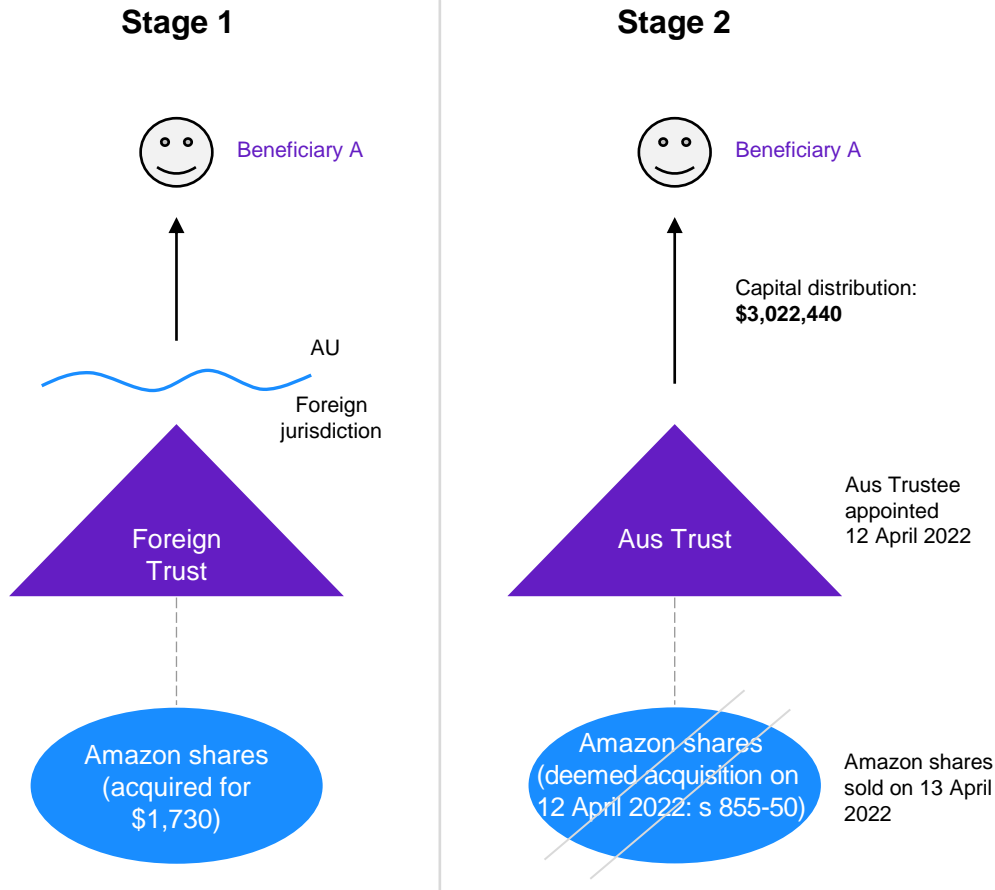 Stage 1
Beneficiary A
AU
Foreign
jurisdiction
Foreign
Trust
Amazon shares
(acquired for
$1,730)
Stage 2
Beneficiary A
Capital distribution:
$3,022,440
Aus Trust
Aus Trustee
appointed
12 April 2022
Amazon shares
(deemed acquisition on
12 April 2022: s 855-50)
Amazon shares
sold on 13 April
2022